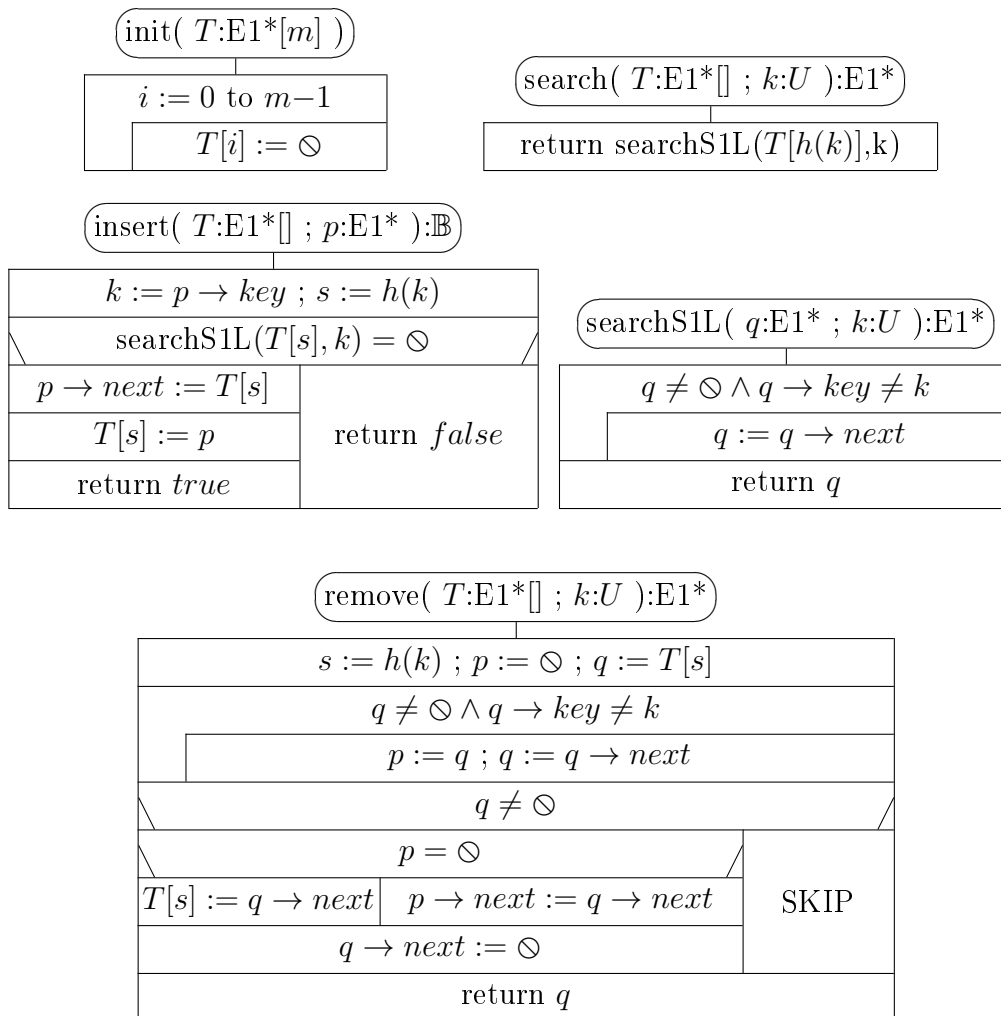 init( T:E1*[m] )
i := 0 to m−1
T[i] := ⦸
search( T:E1*[] ; k:U ):E1*
return searchS1L(T[h(k)],k)
insert( T:E1*[] ; p:E1* ):𝔹
k := p → key ; s := h(k)
searchS1L(T[s], k) = ⦸
p → next := T[s]
T[s] := p
return true
return false
searchS1L( q:E1* ; k:U ):E1*
q ≠ ⦸ ∧ q → key ≠ k
q := q → next
return q
remove( T:E1*[] ; k:U ):E1*
s := h(k) ; p := ⦸ ; q := T[s]
q ≠ ⦸ ∧ q → key ≠ k
p := q ; q := q → next
q ≠ ⦸
p = ⦸
T[s] := q → next
p → next := q → next
SKIP
q → next := ⦸
return q